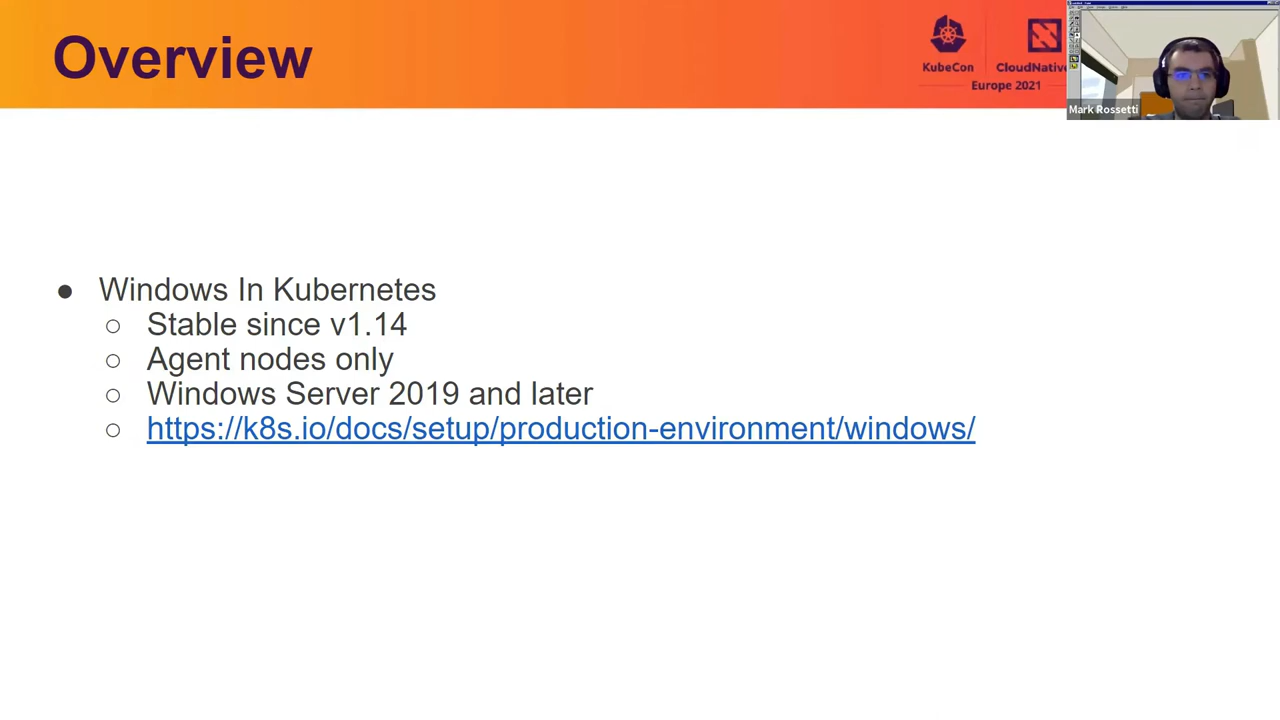 Overview
KubeCon
CloudNative
Europe 2021
Mark Rossetti
● Windows In Kubernetes
○ Stable since v1.14
○ Agent nodes only
○ Windows Server 2019 and later
○ https://k8s.io/docs/setup/production-environment/windows/